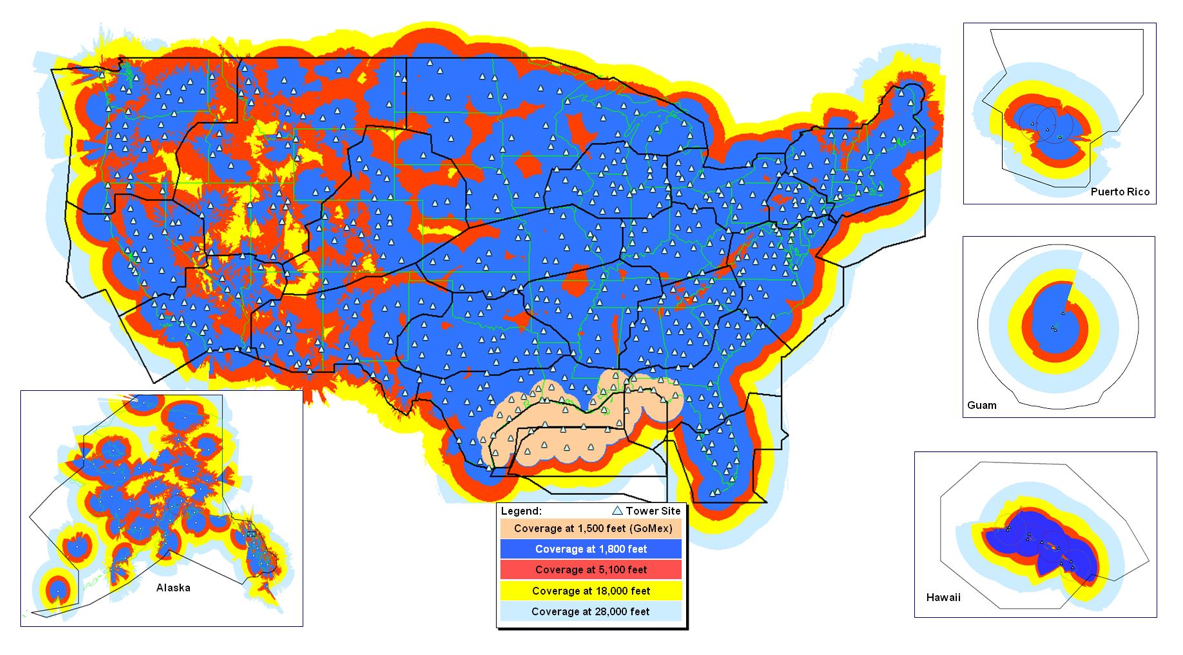 Puerto Rico
Guam
Alaska
Hawaii
Legend: Tower Site
Coverage at 1,500 feet (GoMex)
Coverage at 1,800 feet
Coverage at 5,100 feet
Coverage at 18,000 feet
Coverage at 28,000 feet